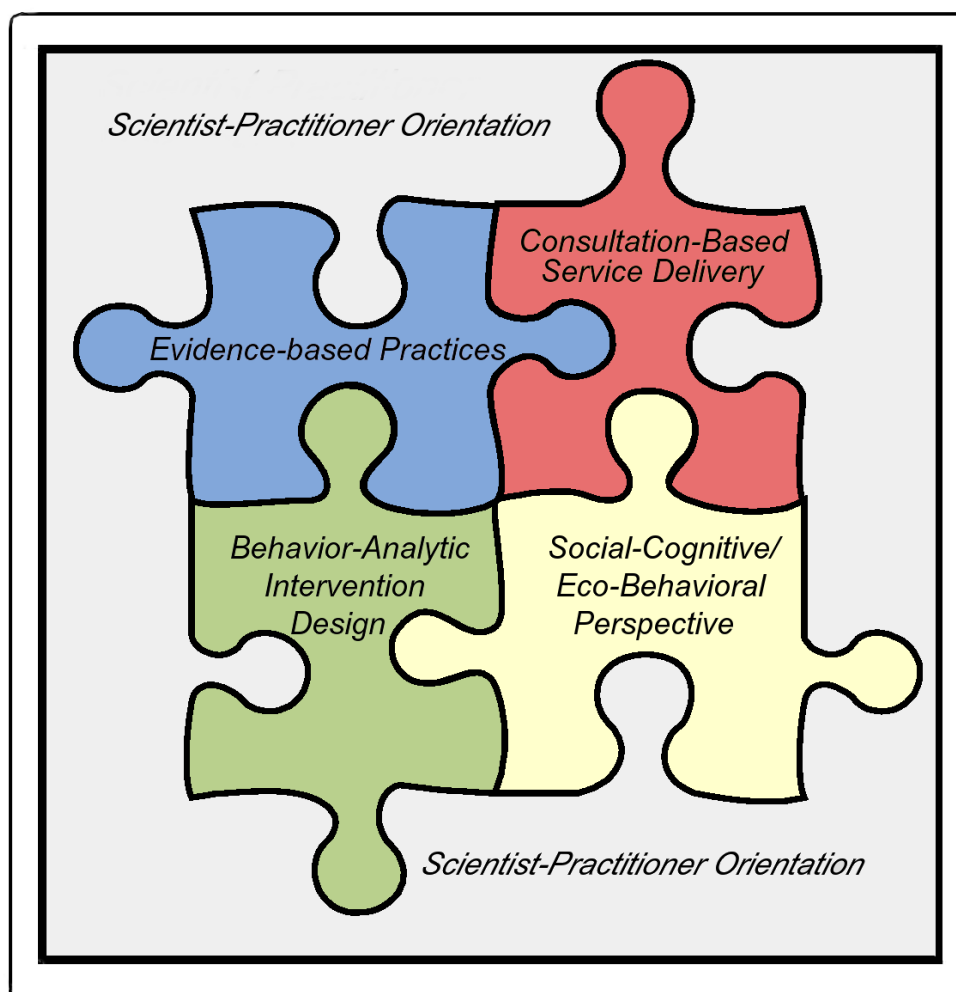 Scientist-Practitioner Orientation
Consultation-Based
Service Delivery
Evidence-based Practices
Behavior-Analytic
Intervention
Design
Social-Cognitive/
Eco-Behavioral
Perspective
Scientist-Practitioner Orientation